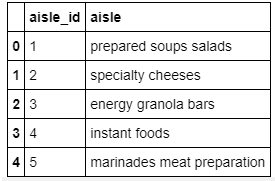 aisle_id aisle
0 1 prepared soups salads
1 2 specialty cheeses
2 3 energy granola bars
3 4 instant foods
4 5 marinades meat preparation